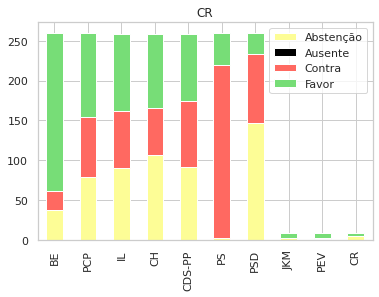 CR
250
200
150
100
50
0
Abstenção
Ausente
Contra
Favor
BE
PCP
IL
CH
CDS-PP
PS
PSD
JKM
PEV
CR